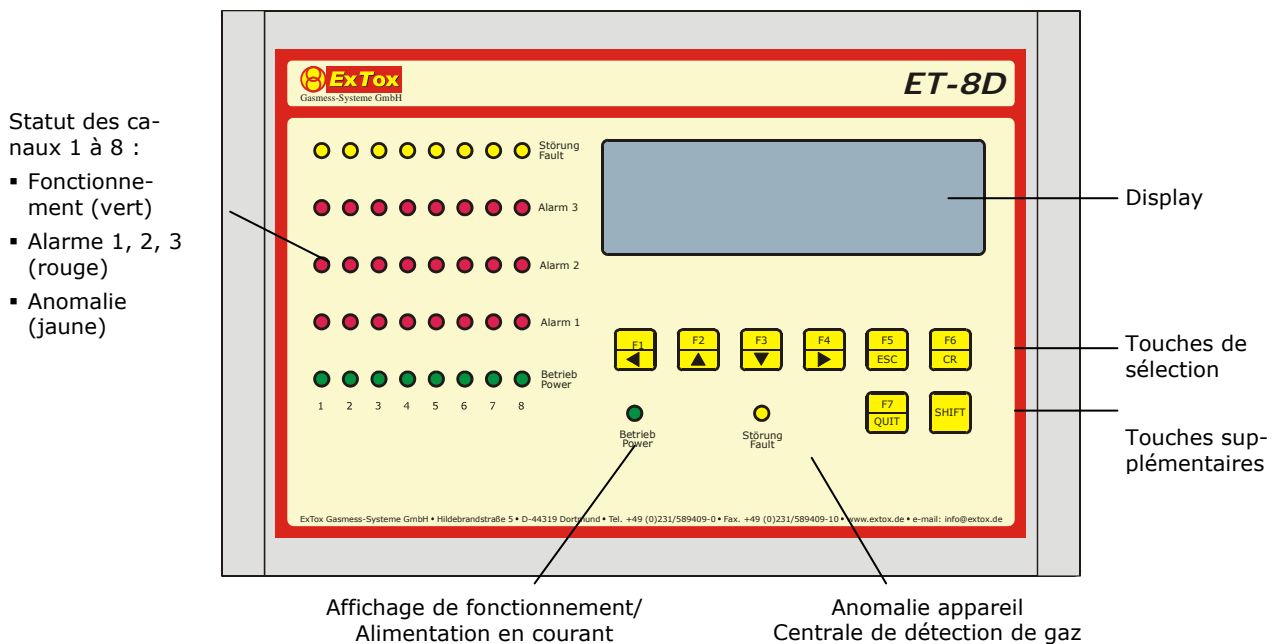 ExTox
Gasmess-Systeme GmbH
ET-8D
Statut des ca-
naux 1 à 8 :
▪ Fonctionne-
ment (vert)
▪ Alarme 1, 2, 3
(rouge)
▪ Anomalie
(jaune)
Störung
Fault
Alarm 3
Alarm 2
Alarm 1
Betrieb
Power
1 2 3 4 5 6 7 8
Display
F1 F2 F3 F4 F5 F6
◀ ▲ ▼ ▶ ESC CR
Touches de
sélection
F7
QUIT
SHIFT
Touches sup-
plémentaires
Betrieb
Power
Störung
Fault
ExTox Gasmess-Systeme GmbH • Hildebrandstraße 5 • D-44319 Dortmund • Tel. +49 (0)231/589409-0 • Fax. +49 (0)231/589409-10 • www.extox.de • e-mail: info@extox.de
Affichage de fonctionnement/
Alimentation en courant
Anomalie appareil
Centrale de détection de gaz